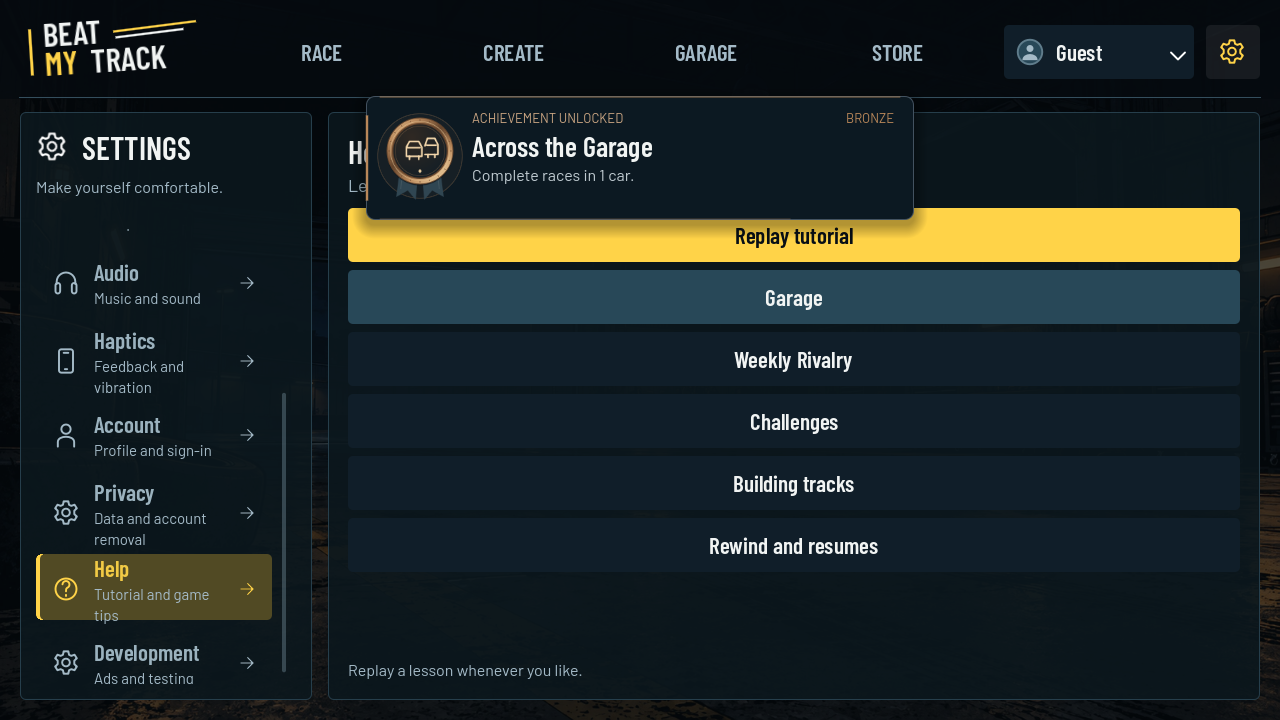 BEAT
MY TRACK
RACE
CREATE
GARAGE
STORE
Guest
SETTINGS
Make yourself comfortable.
Audio
Music and sound
Haptics
Feedback and
vibration
Account
Profile and sign-in
Privacy
Data and account
removal
Help
Tutorial and game
tips
Development
Ads and testing
ACHIEVEMENT UNLOCKED
BRONZE
Across the Garage
Complete races in 1 car.
Replay tutorial
Garage
Weekly Rivalry
Challenges
Building tracks
Rewind and resumes
Replay a lesson whenever you like.